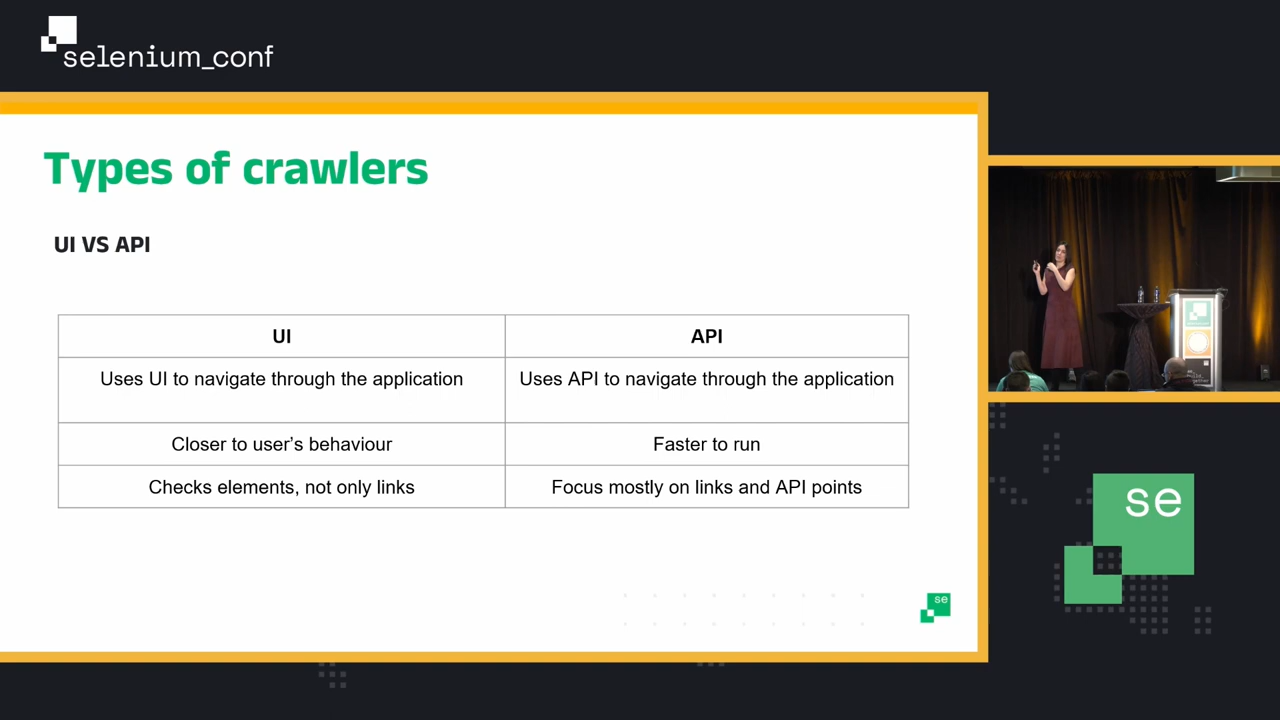 selenium_conf
Types of crawlers
UI VS API
UI
API
Uses UI to navigate through the application
Uses API to navigate through the application
Closer to user's behaviour
Faster to run
Checks elements, not only links
Focus mostly on links and API points
se
se